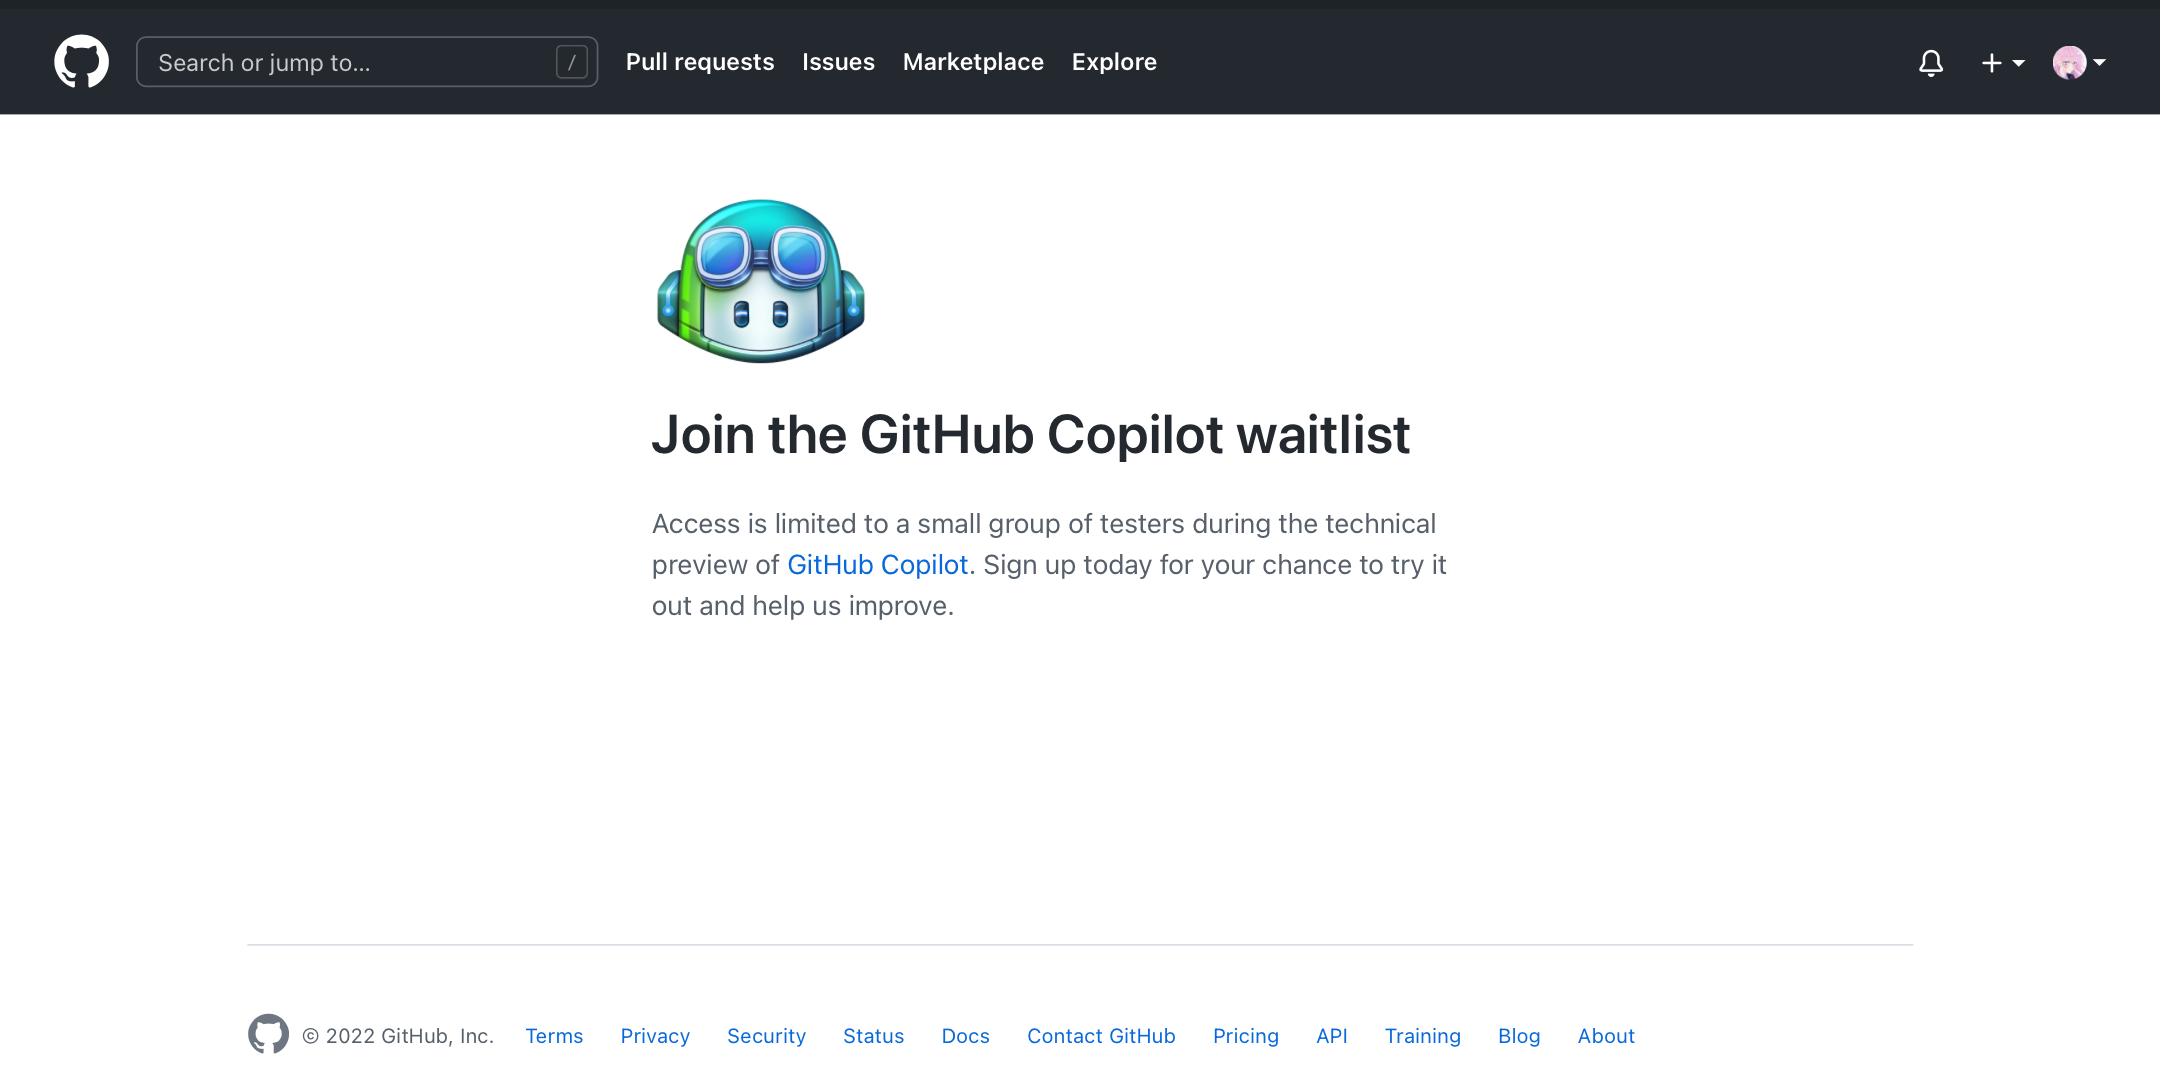 Search or jump to...
/
Pull requests
Issues
Marketplace
Explore
Join the GitHub Copilot waitlist
Access is limited to a small group of testers during the technical
preview of GitHub Copilot. Sign up today for your chance to try it
out and help us improve.
© 2022 GitHub, Inc.
Terms
Privacy
Security
Status
Docs
Contact GitHub
Pricing
API
Training
Blog
About